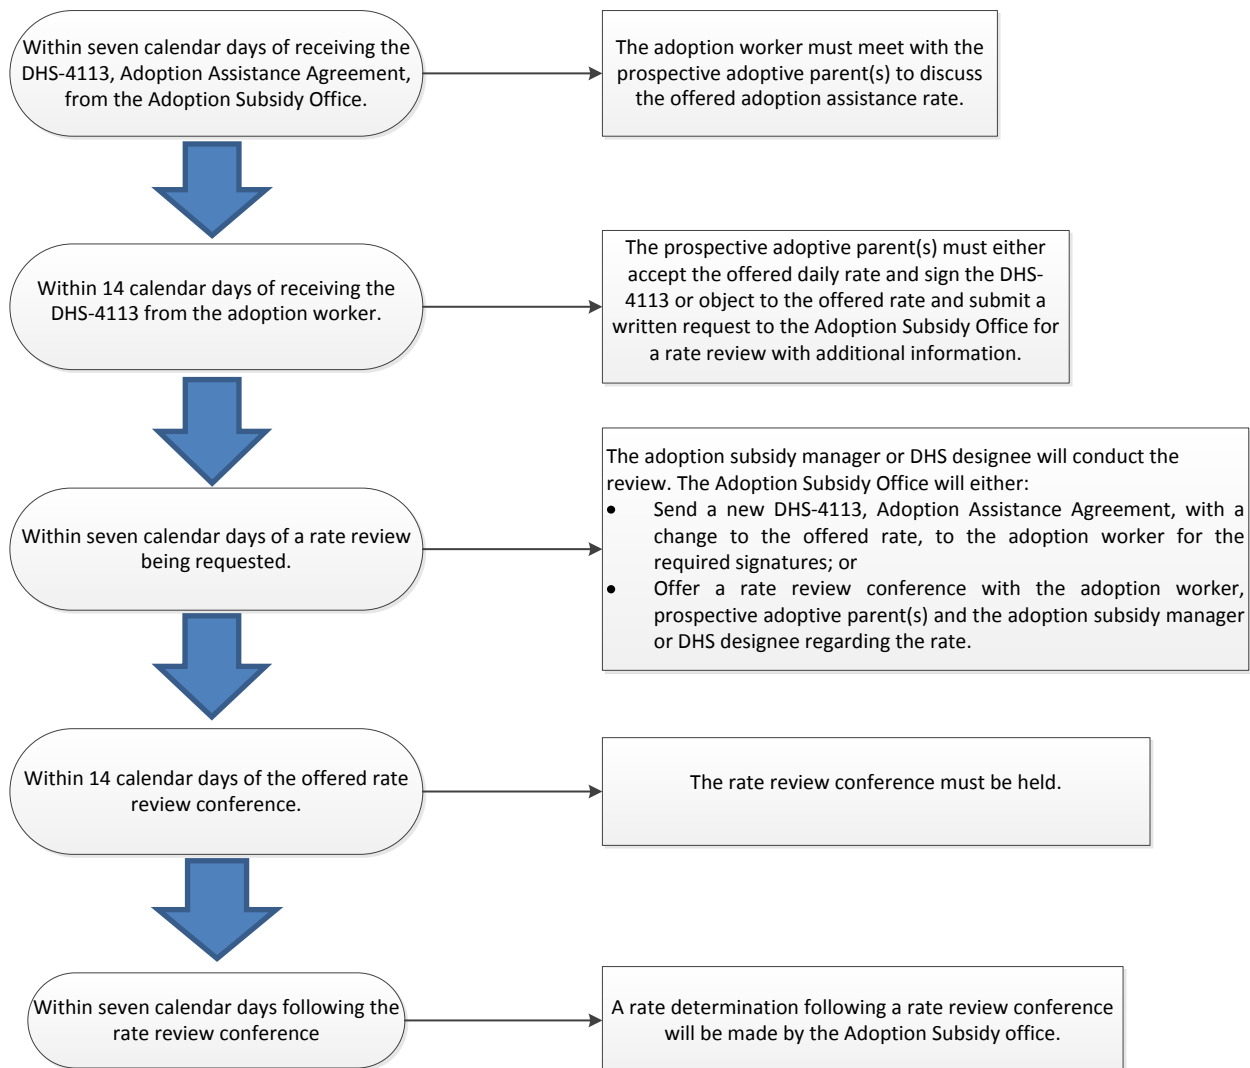 Within seven calendar days of receiving the
DHS-4113, Adoption Assistance Agreement,
from the Adoption Subsidy Office.
The adoption worker must meet with the
prospective adoptive parent(s) to discuss
the offered adoption assistance rate.
Within 14 calendar days of receiving the
DHS-4113 from the adoption worker.
The prospective adoptive parent(s) must either
accept the offered daily rate and sign the DHS-
4113 or object to the offered rate and submit a
written request to the Adoption Subsidy Office for
a rate review with additional information.
Within seven calendar days of a rate review
being requested.
The adoption subsidy manager or DHS designee will conduct the
review. The Adoption Subsidy Office will either:
• Send a new DHS-4113, Adoption Assistance Agreement, with a
change to the offered rate, to the adoption worker for the
required signatures; or
• Offer a rate review conference with the adoption worker,
prospective adoptive parent(s) and the adoption subsidy manager
or DHS designee regarding the rate.
Within 14 calendar days of the offered rate
review conference.
The rate review conference must be held.
Within seven calendar days following the
rate review conference
A rate determination following a rate review conference
will be made by the Adoption Subsidy office.